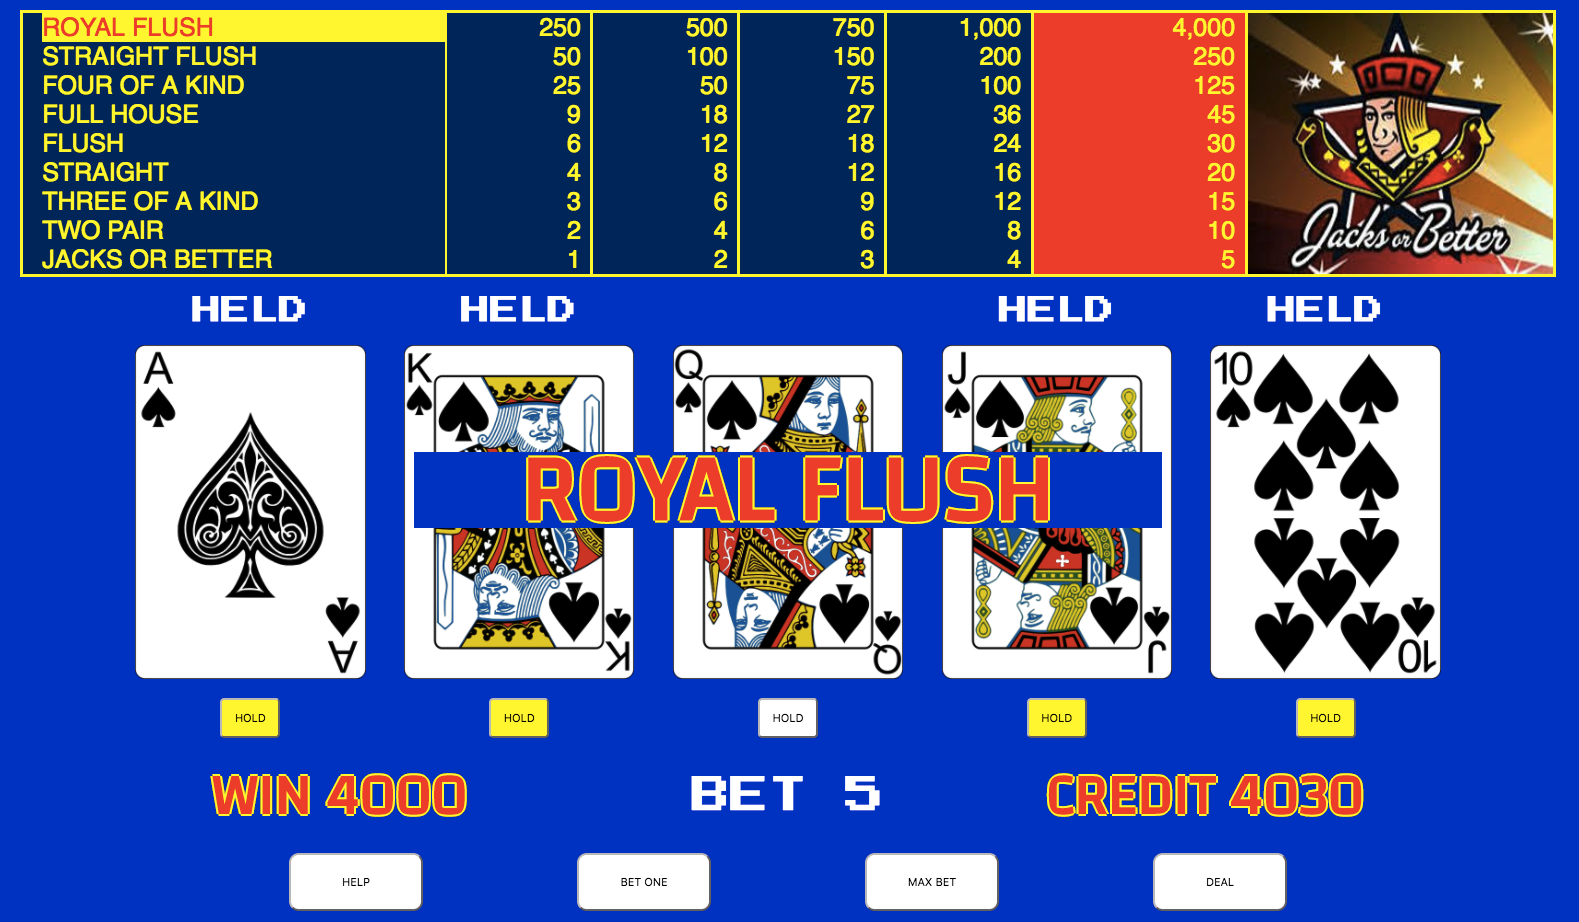 ROYAL FLUSH 250 500 750 1,000 4,000
STRAIGHT FLUSH 50 100 150 200 250
FOUR OF A KIND 25 50 75 100 125
FULL HOUSE 9 18 27 36 45
FLUSH 6 12 18 24 30
STRAIGHT 4 8 12 16 20
THREE OF A KIND 3 6 9 12 15
TWO PAIR 2 4 6 8 10
JACKS OR BETTER 1 2 3 4 5
Jacks or Better
HELD HELD HELD HELD
A K Q J 10
ROYAL FLUSH
A K Q J 10
HOLD HOLD HOLD HOLD HOLD
WIN 4000 BET 5 CREDIT 4030
HELP BET ONE MAX BET DEAL